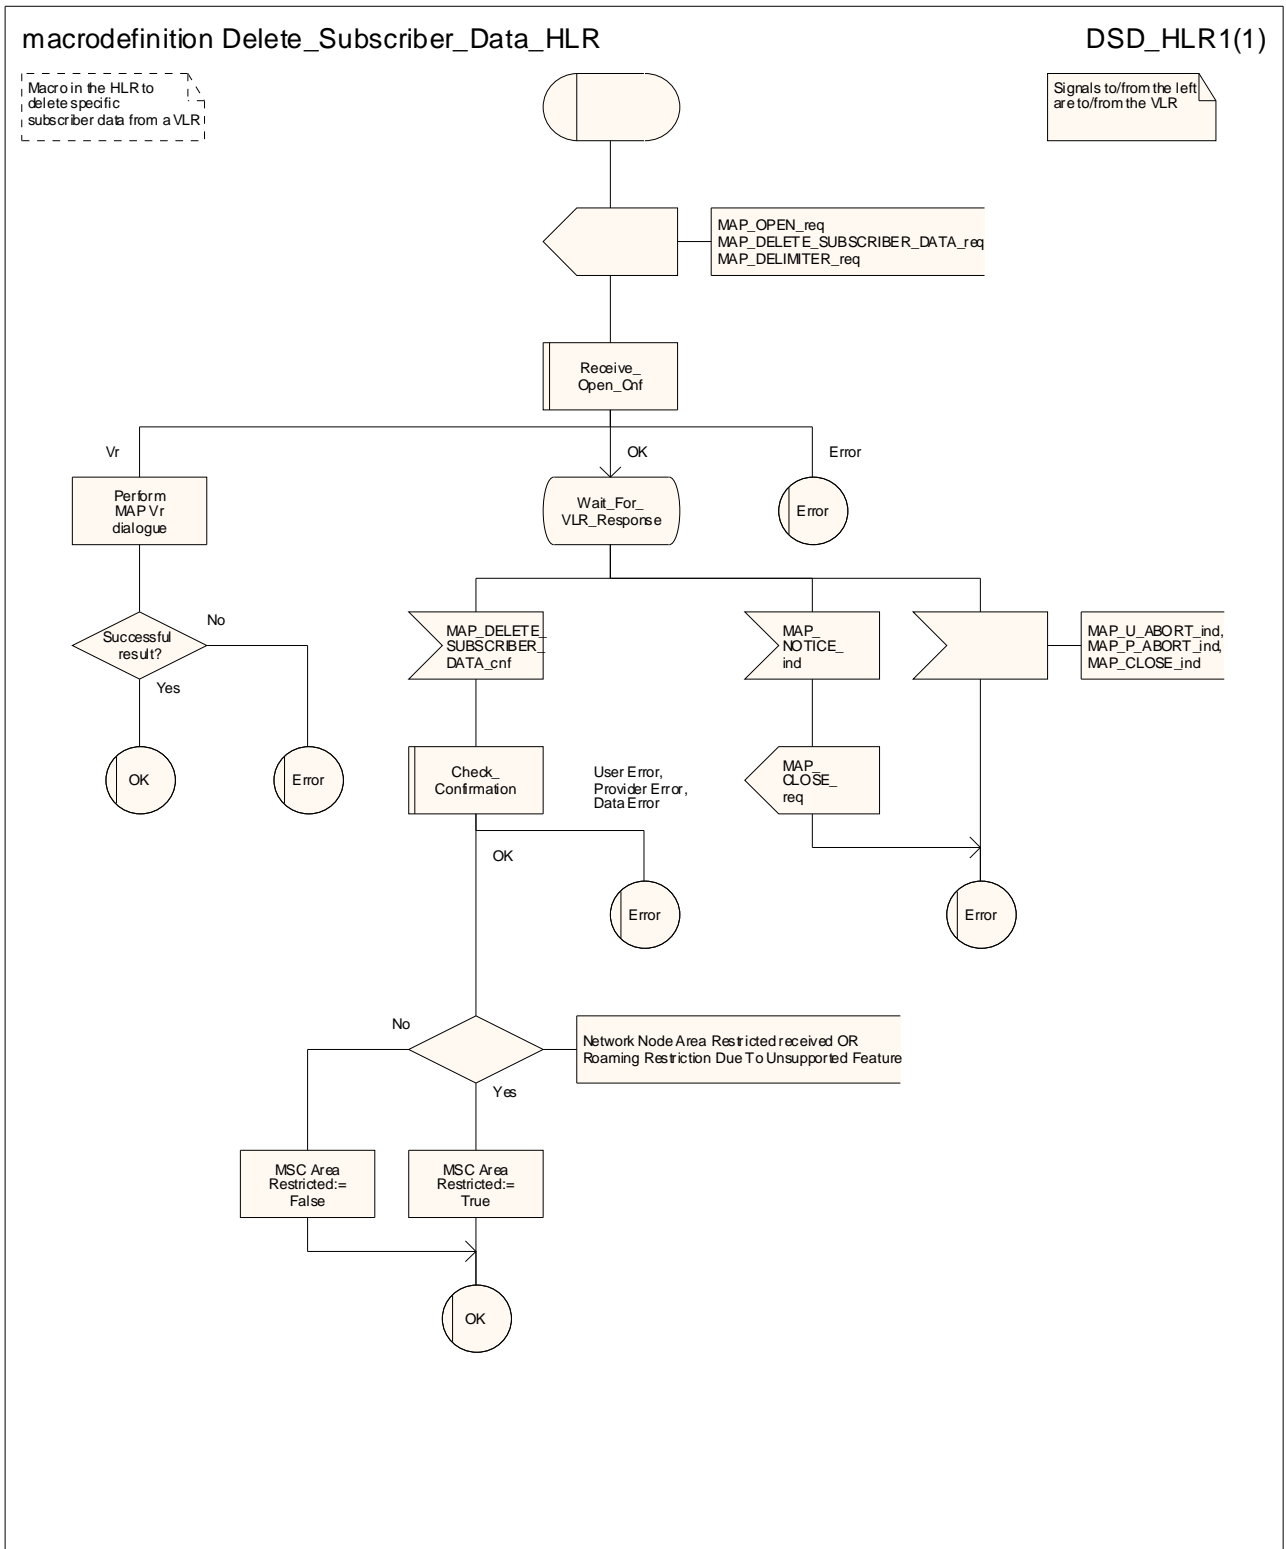 macrodefinition Delete_Subscriber_Data_HLR
DSD_HLR1(1)
Macro in the HLR to
delete specific
subscriber data from a VLR
Signals to/from the left
are to/from the VLR
MAP_OPEN_req
MAP_DELETE_SUBSCRIBER_DATA_req
MAP_DELIMITER_req
Receive_
Open_Cnf
Vr
OK
Error
Perform
MAP Vr
dialogue
Wait_For_
VLR_Response
Error
Successful
result?
No
Yes
MAP_DELETE_
SUBSCRIBER_
DATA_cnf
MAP_
NOTICE_
ind
MAP_U_ABORT_ind,
MAP_P_ABORT_ind,
MAP_CLOSE_ind
OK
Error
Check_
Confirmation
User Error,
Provider Error,
Data Error
MAP_
CLOSE_
req
OK
Error
Error
No
Network Node Area Restricted received OR
Roaming Restriction Due To Unsupported Feature
Yes
MSC Area
Restricted:=
False
MSC Area
Restricted:=
True
OK